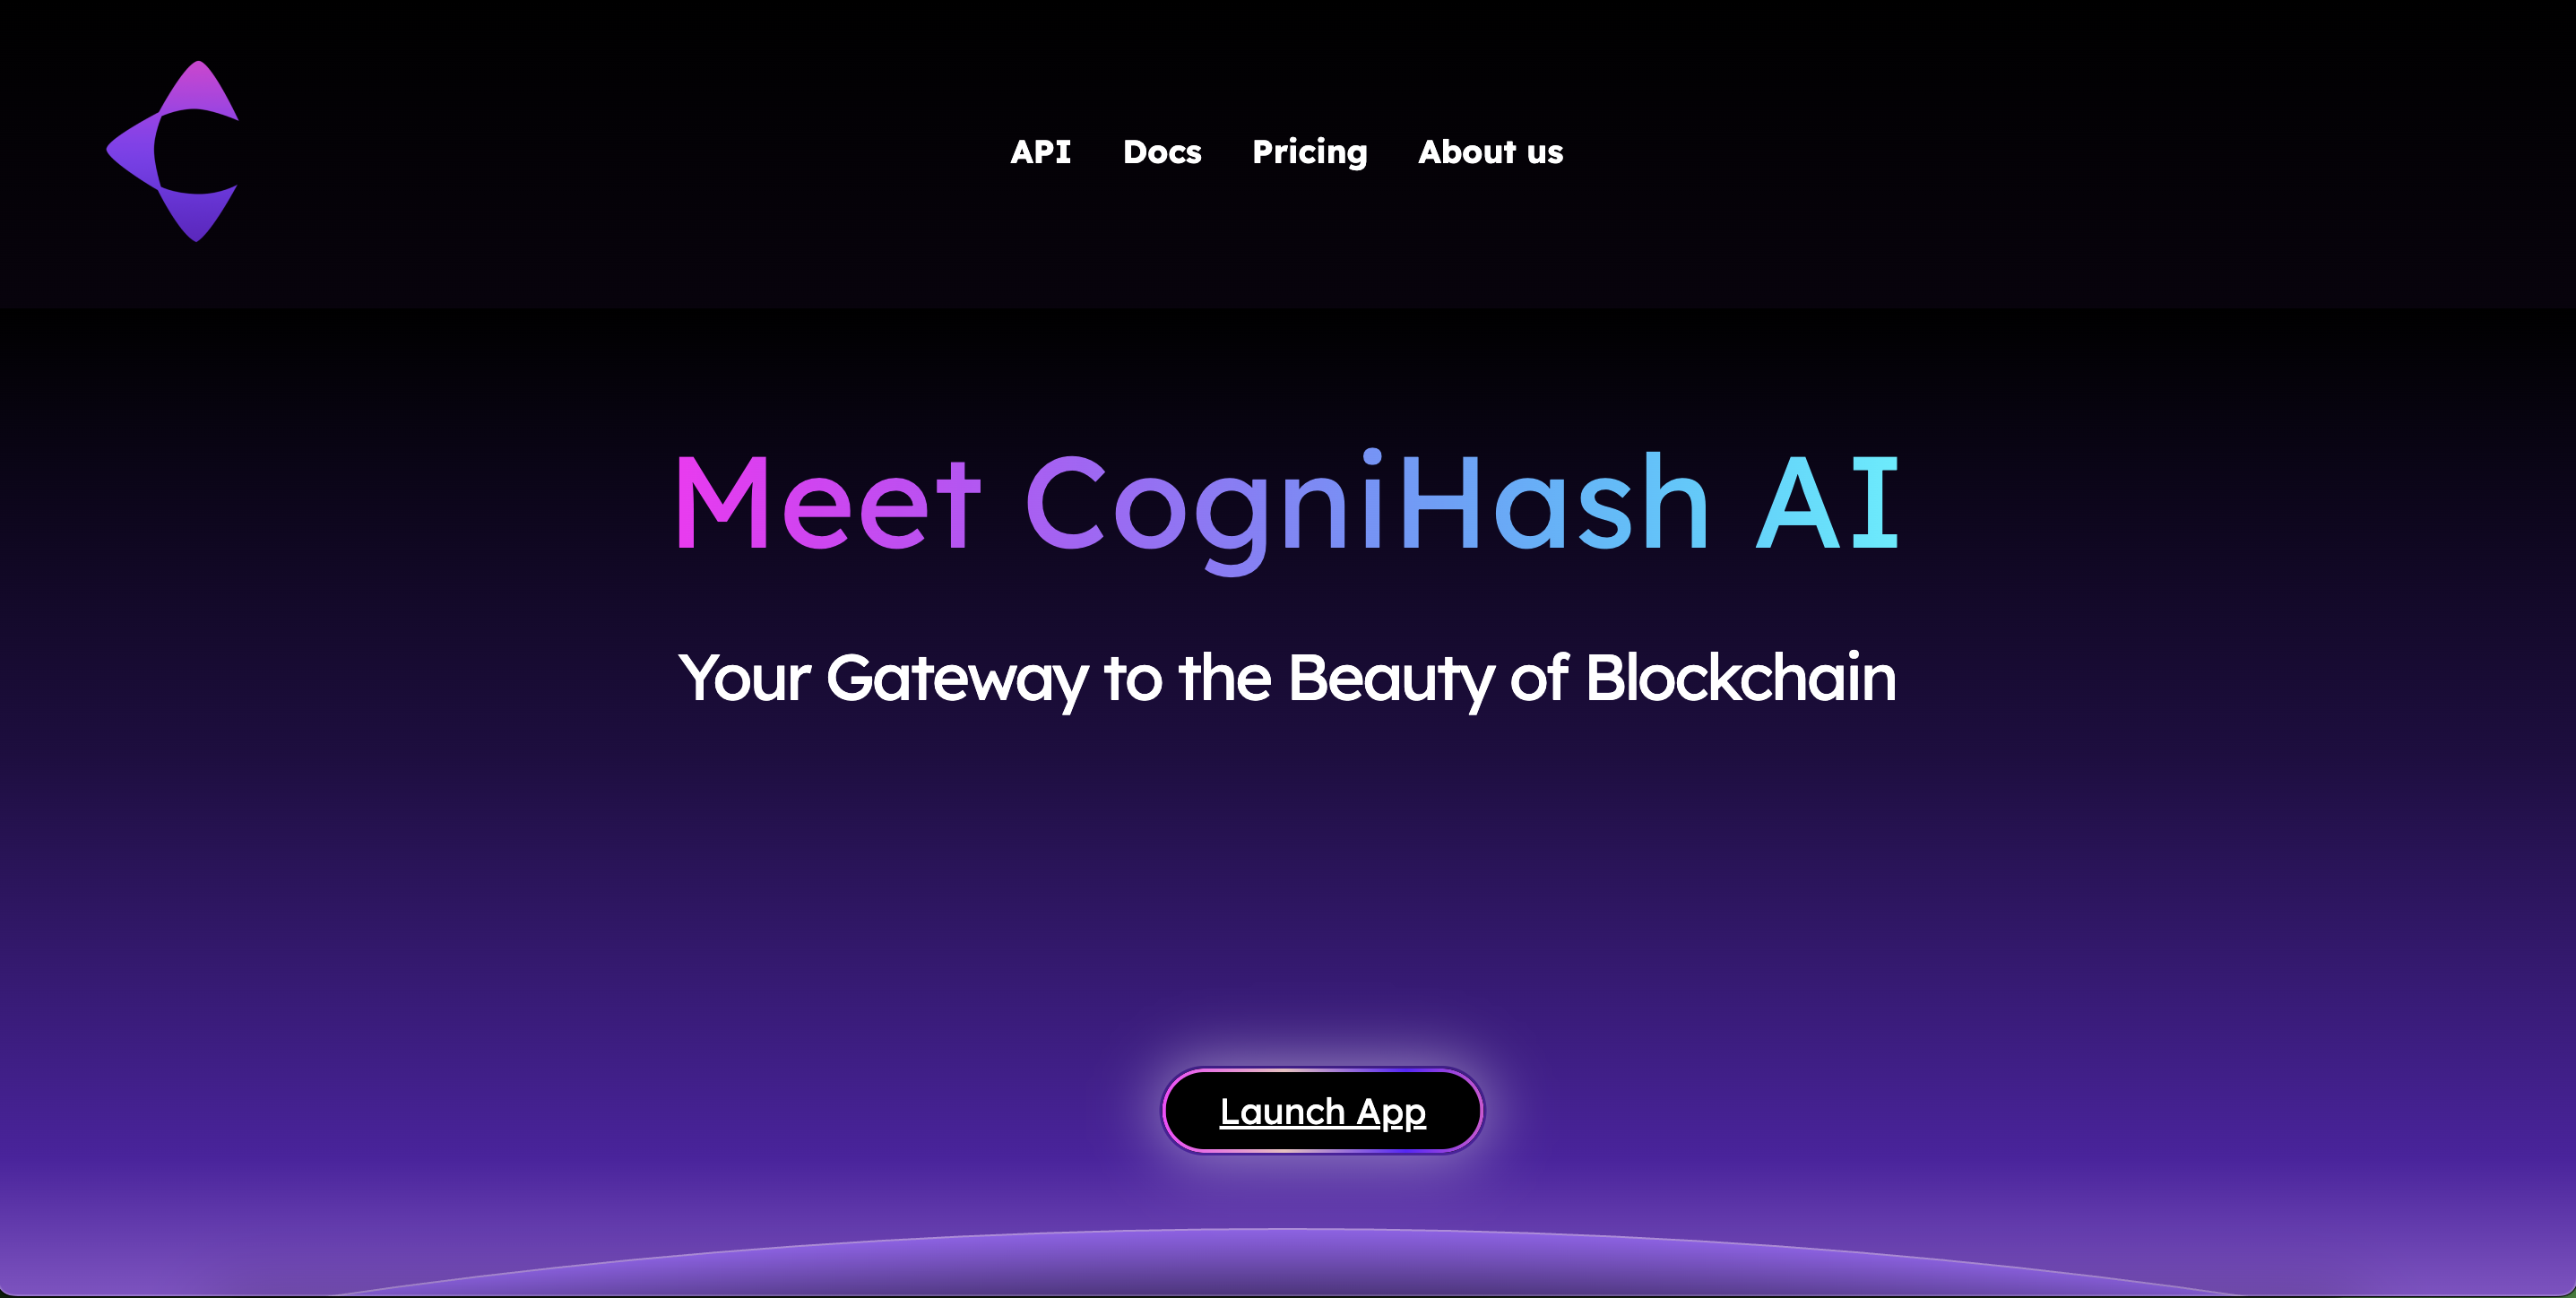 API Docs Pricing About us
Meet CogniHash AI
Your Gateway to the Beauty of Blockchain
Launch App